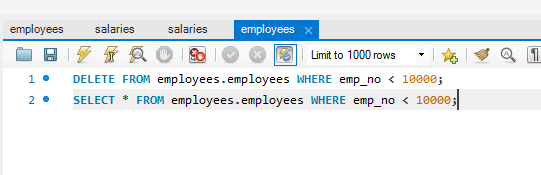 employees salaries salaries employees
Limit to 1000 rows
1 DELETE FROM employees.employees WHERE emp_no < 10000;
2 SELECT * FROM employees.employees WHERE emp_no < 10000;